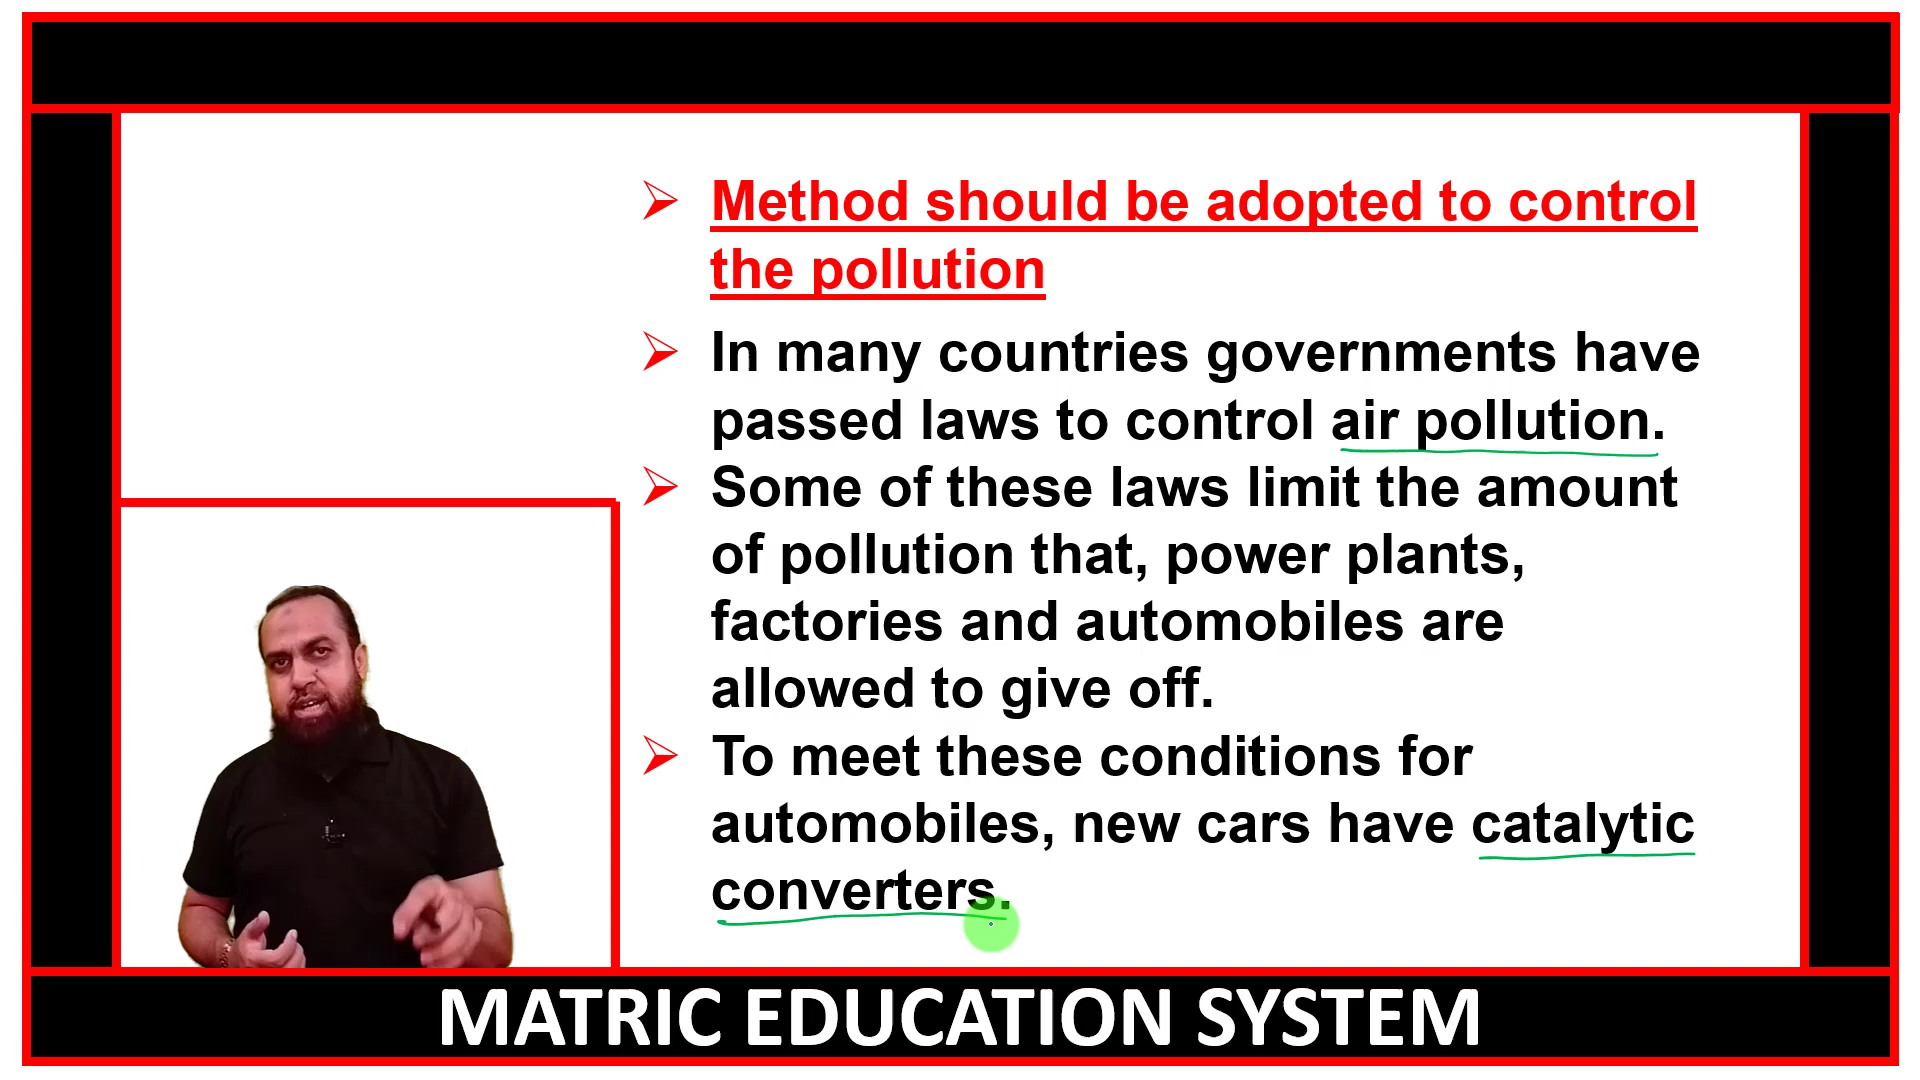 Method should be adopted to control
the pollution
In many countries governments have
passed laws to control air pollution.
Some of these laws limit the amount
of pollution that, power plants,
factories and automobiles are
allowed to give off.
To meet these conditions for
automobiles, new cars have catalytic
converters.
MATRIC EDUCATION SYSTEM